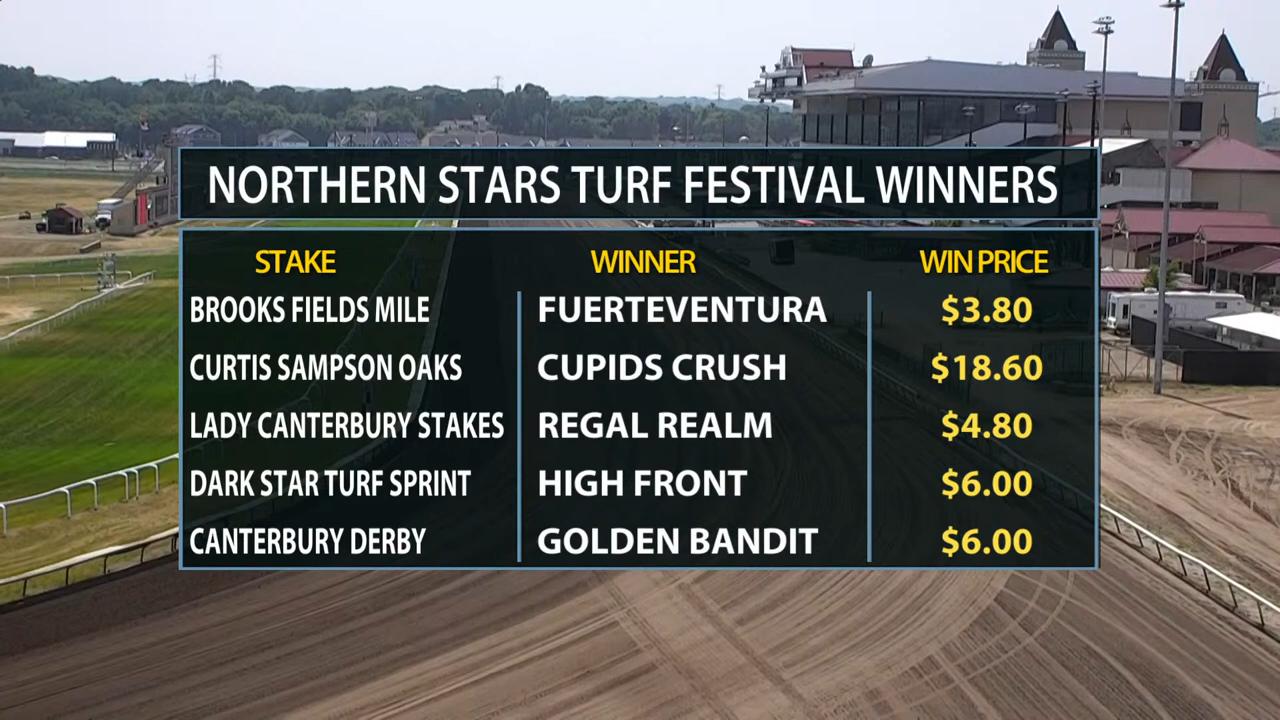 NORTHERN STARS TURF FESTIVAL WINNERS
STAKE WINNER WIN PRICE
BROOKS FIELDS MILE FUERTEVENTURA $3.80
CURTIS SAMPSON OAKS CUPIDS CRUSH $18.60
LADY CANTERBURY STAKES REGAL REALM $4.80
DARK STAR TURF SPRINT HIGH FRONT $6.00
CANTERBURY DERBY GOLDEN BANDIT $6.00